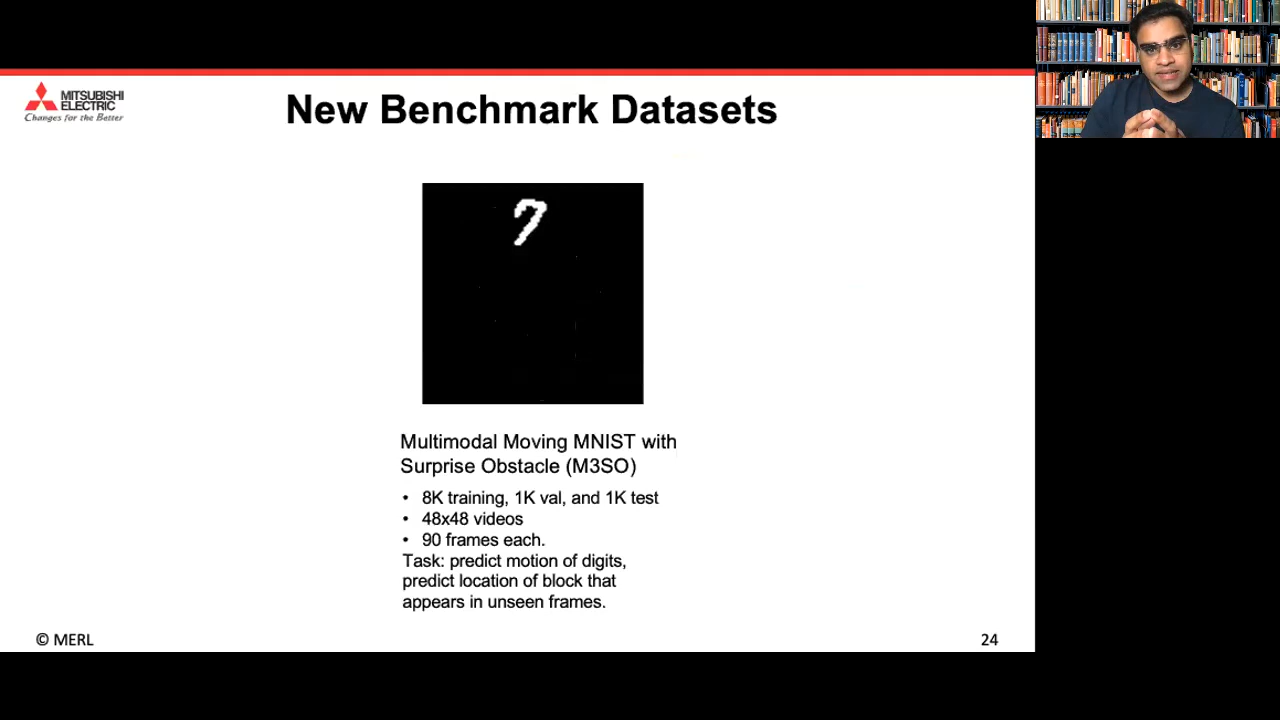 MITSUBISHI
ELECTRIC
Changes for the Better
New Benchmark Datasets
7
Multimodal Moving MNIST with
Surprise Obstacle (M3SO)
• 8K training, 1K val, and 1K test
• 48x48 videos
• 90 frames each.
Task: predict motion of digits,
predict location of block that
appears in unseen frames.
© MERL
24